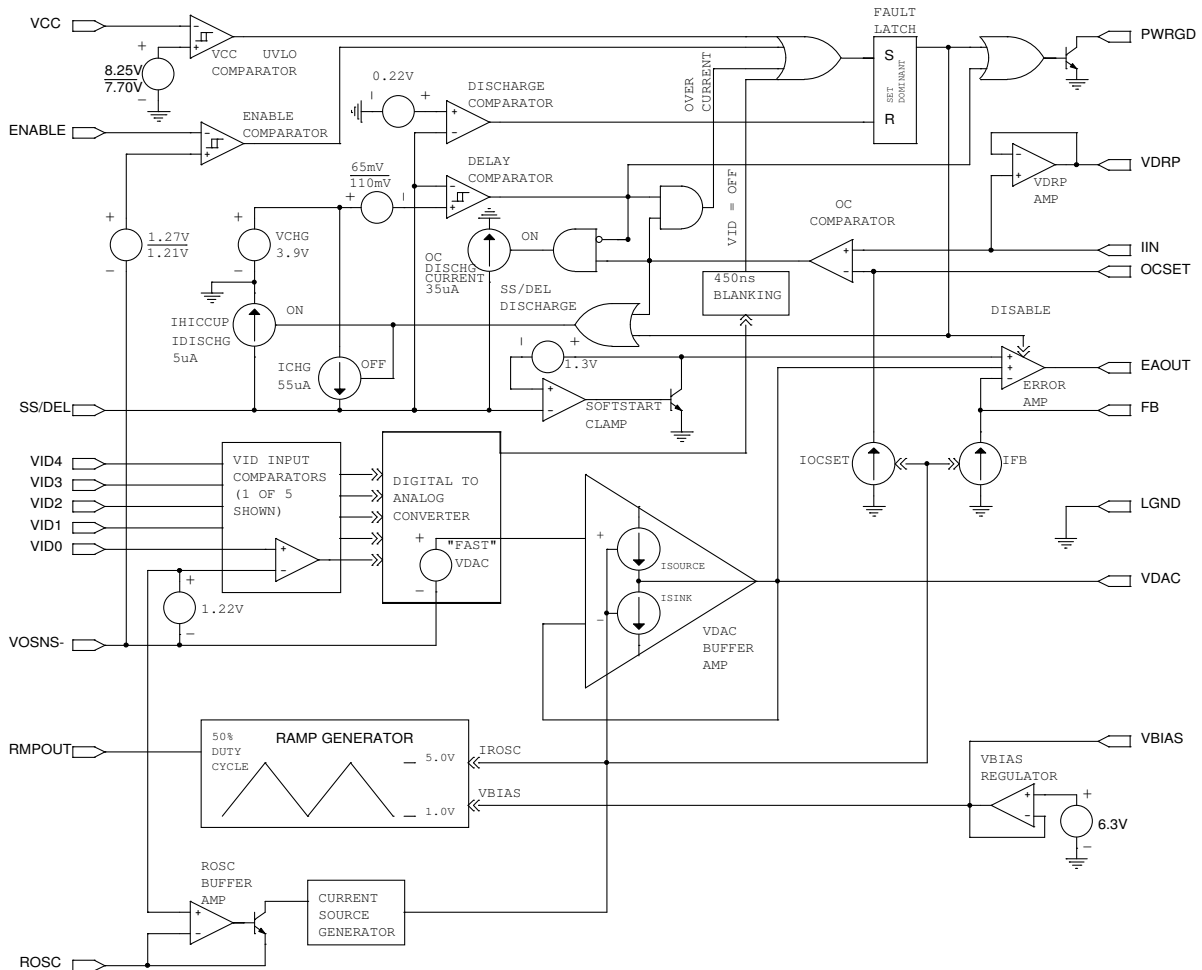 VCC
VCC UVLO
COMPARATOR
+
8.25V
7.70V
−
0.22V
−
+
DISCHARGE
COMPARATOR
OVER
CURRENT
FAULT
LATCH
S
SET
DOMINANT
R
PWRGD
ENABLE
ENABLE
COMPARATOR
65mV
110mV
+
−
DELAY
COMPARATOR
VID = OFF
VDRP
AMP
VDRP
OC
COMPARATOR
+
1.27V
1.21V
−
+
VCHG
3.9V
−
OC
DISCHG
CURRENT
35uA
ON
SS/DEL
DISCHARGE
450ns
BLANKING
IIN
OCSET
IHICCUP
IDISCHG
5uA
ON
ICHG
55uA
OFF
−
+
1.3V
DISABLE
SOFTSTART
CLAMP
ERROR
AMP
EAOUT
SS/DEL
FB
VID4
VID3
VID2
VID1
VID0
VID INPUT
COMPARATORS
(1 OF 5
SHOWN)
DIGITAL TO
ANALOG
CONVERTER
+
"FAST"
VDAC
−
IOCSET
IFB
LGND
+
ISOURCE
ISINK
−
VDAC
BUFFER
AMP
VDAC
+
1.22V
−
VOSNS-
RMPOUT
50%
DUTY
CYCLE
RAMP GENERATOR
5.0V
1.0V
IROSC
VBIAS
VBIAS
REGULATOR
VBIAS
+
6.3V
−
ROSC
BUFFER
AMP
CURRENT
SOURCE
GENERATOR
ROSC